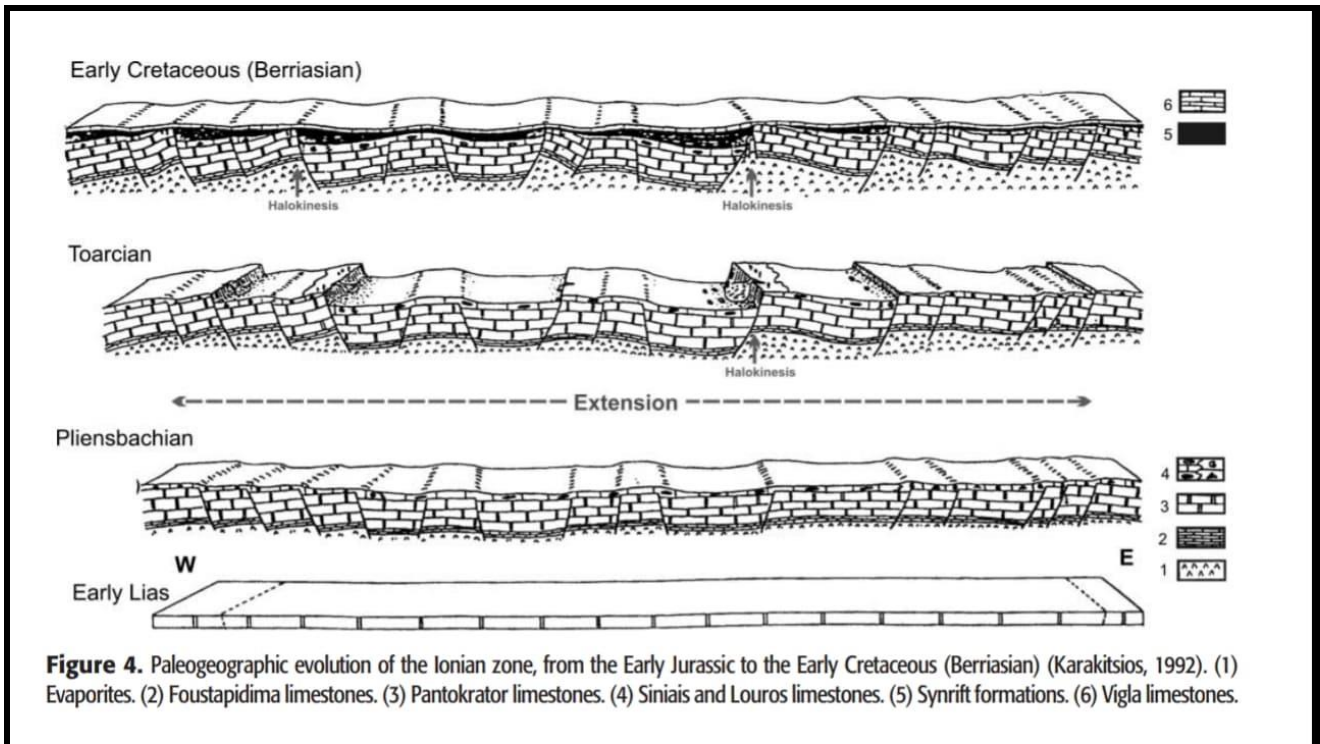 Early Cretaceous (Berriasian)
6
5
Halokinesis
Halokinesis
Toarcian
Halokinesis
Extension
Pliensbachian
4
3
2
1
W
E
Early Lias
Figure 4. Paleogeographic evolution of the Ionian zone, from the Early Jurassic to the Early Cretaceous (Berriasian) (Karakitsios, 1992). (1)
Evaporites. (2) Foustapidima limestones. (3) Pantokrator limestones. (4) Siniais and Louros limestones. (5) Synrift formations. (6) Vigla limestones.